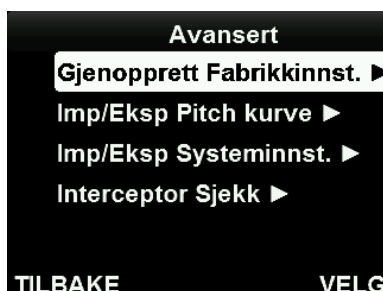 Avansert
Gjenopprett Fabrikkinnst. ▶
Imp/Eksp Pitch kurve ▶
Imp/Eksp Systeminnst. ▶
Interceptor Sjekk ▶
TILBAKE VELG